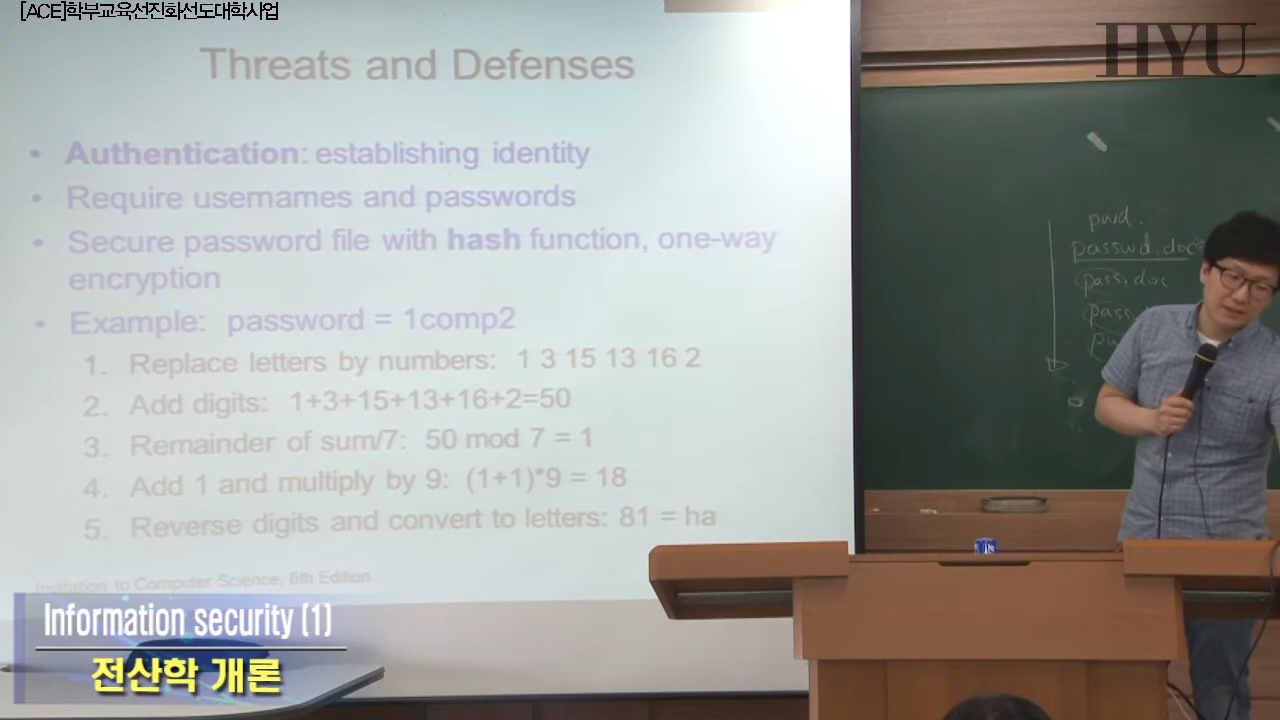 [ACE]학부교육선진화선도대학사업
HYU
Threats and Defenses
• Authentication: establishing identity
• Require usernames and passwords
• Secure password file with hash function, one-way
encryption
• Example: password = 1comp2
1. Replace letters by numbers: 1 3 15 13 16 2
2. Add digits: 1+3+15+13+16+2=50
3. Remainder of sum/7: 50 mod 7 = 1
4. Add 1 and multiply by 9: (1+1)*9 = 18
5. Reverse digits and convert to letters: 81 = ha
Invitation to Computer Science, 6th Edition
pwd.
passwd.doc
pass.doc
pass.
Information security (1)
전산학 개론